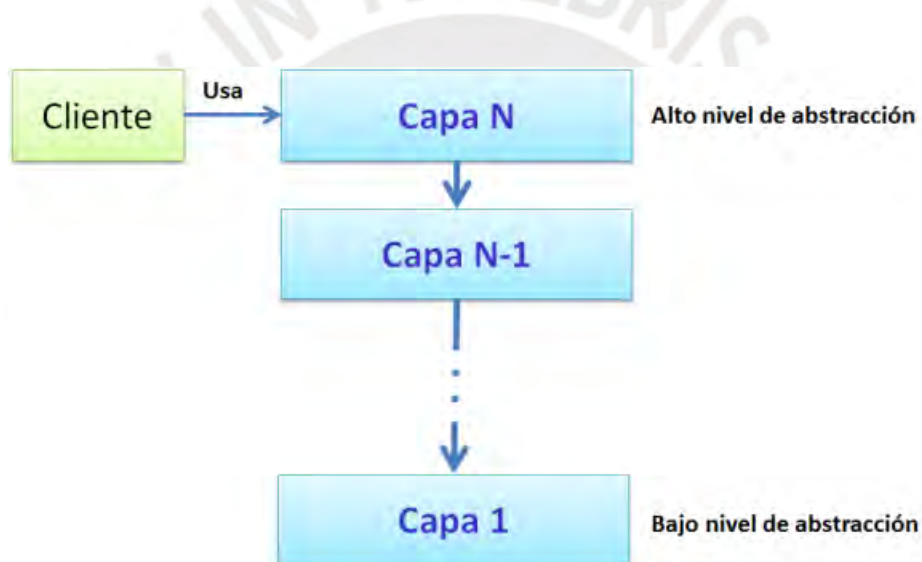 Cliente
Usa
Capa N
Alto nivel de abstracción
Capa N-1
Capa 1
Bajo nivel de abstracción